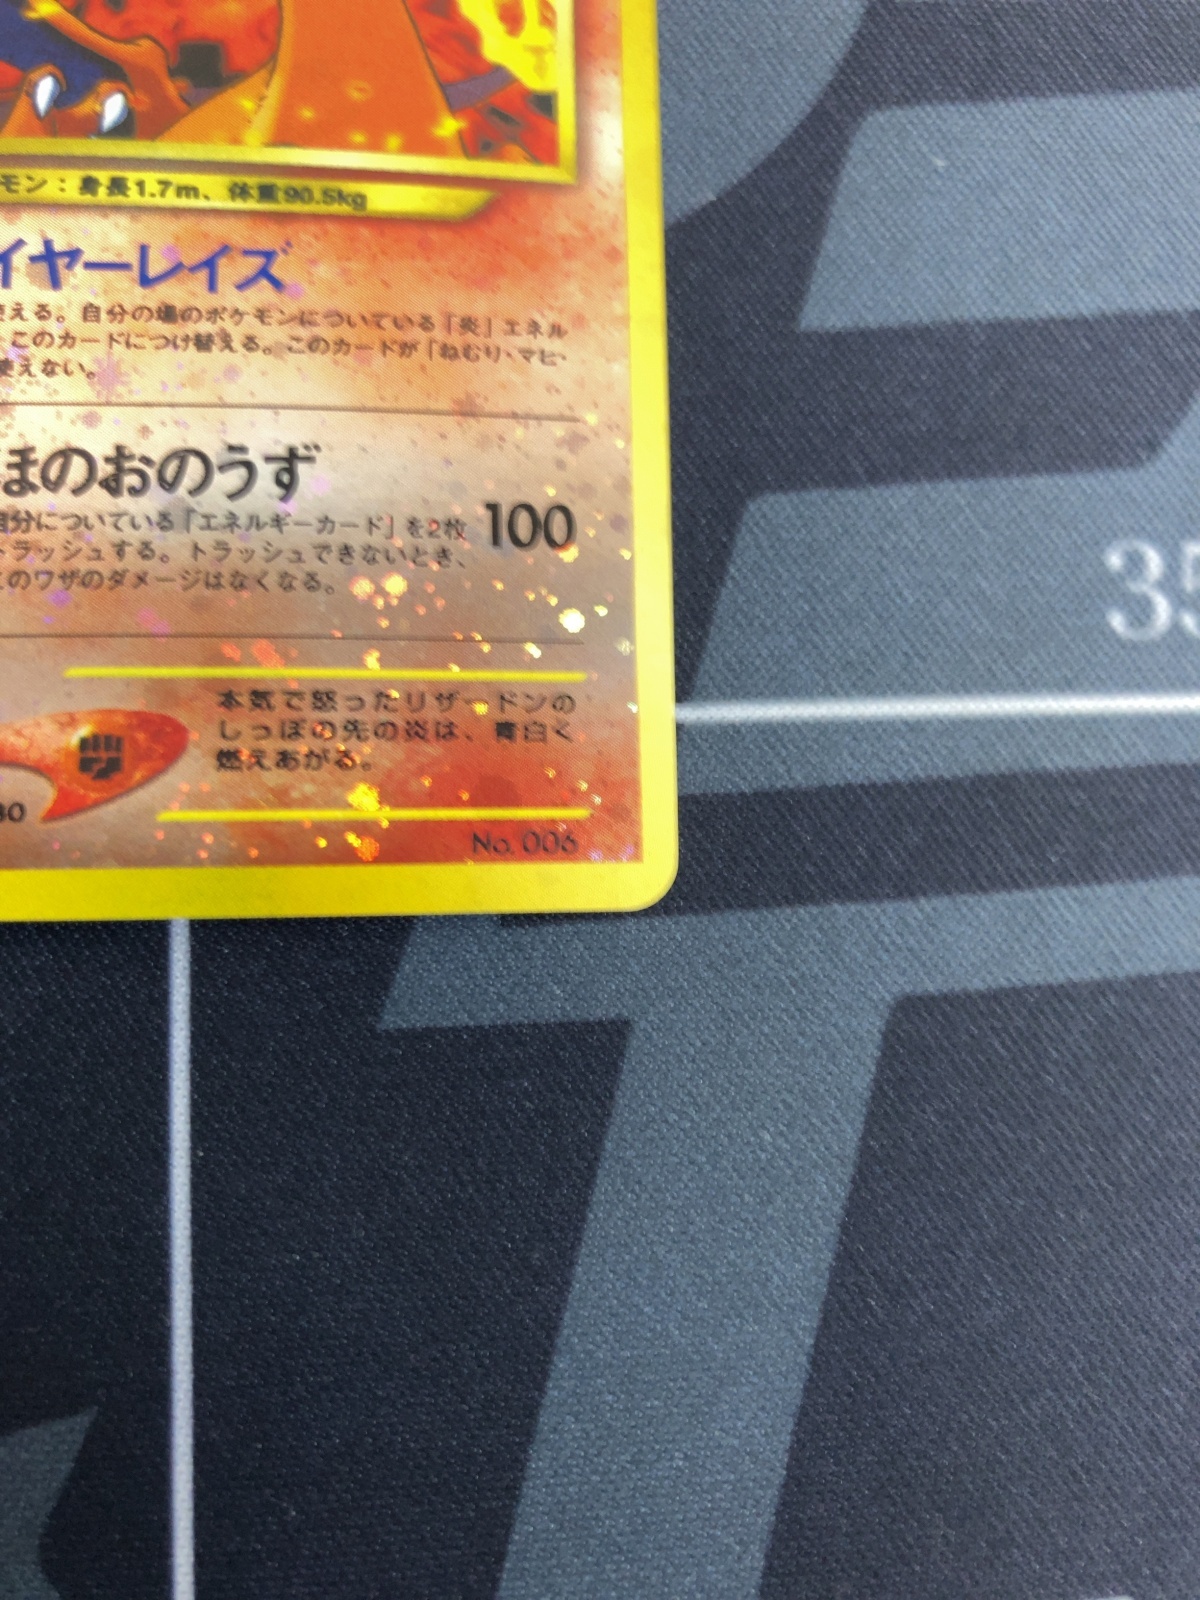 モン：身長1.7m、体重90.5kg
イヤーレイズ
使える。自分の場のポケモンについている「炎」エネル
このカードにつけ替える。このカードが「ねむり・マヒ・
使えない。
ほのおのうず
自分についている「エネルギーカード」を2枚
トラッシュする。トラッシュできないとき、
このワザのダメージはなくなる。
100
本気で怒ったリザードンの
しっぽの先の炎は、青白く
燃えあがる。
30
No. 006
35